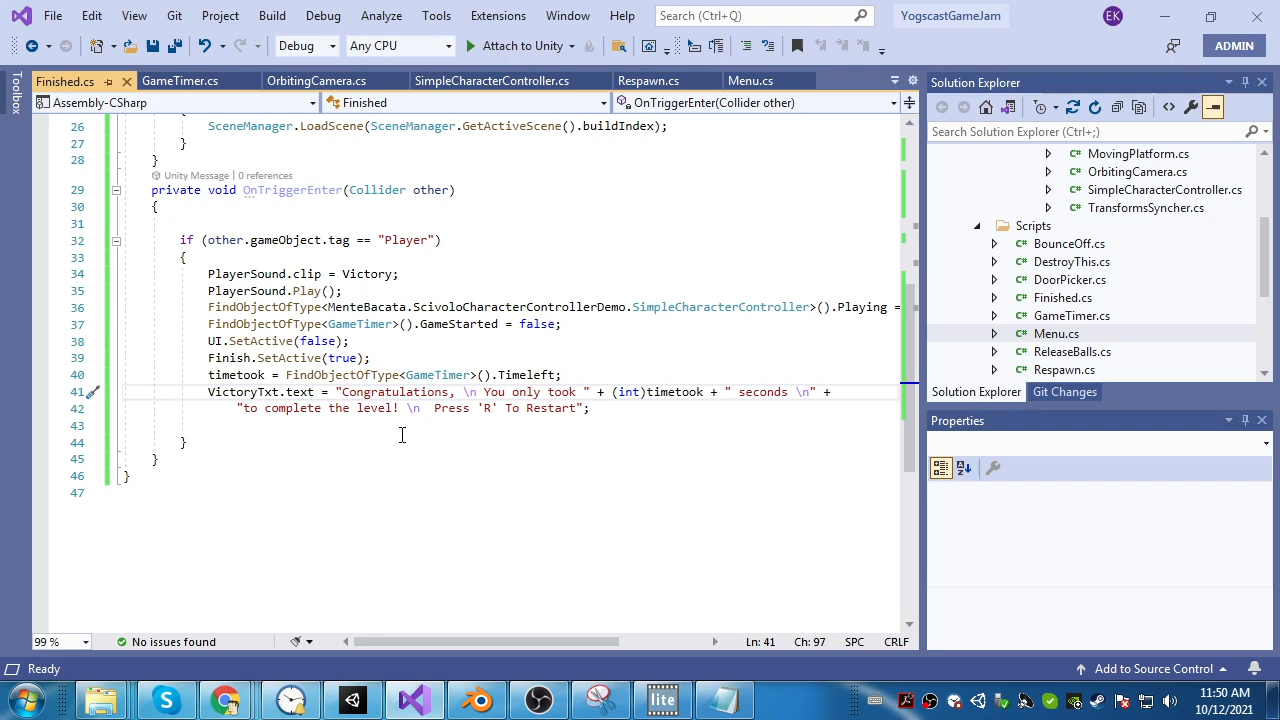 File Edit View Git Project Build Debug Analyze Tools Extensions Window Help Search (Ctrl+Q) YogscastGameJam EK
Debug Any CPU Attach to Unity ADMIN
Toolbox
Finished.cs GameTimer.cs OrbitingCamera.cs SimpleCharacterController.cs Respawn.cs Menu.cs
Assembly-CSharp Finished OnTriggerEnter(Collider other)
26 SceneManager.LoadScene(SceneManager.GetActiveScene().buildIndex);
27 }
28 }
Unity Message | 0 references
29 private void OnTriggerEnter(Collider other)
30 {
31
32 if (other.gameObject.tag == "Player")
33 {
34 PlayerSound.clip = Victory;
35 PlayerSound.Play();
36 FindObjectOfType<MenteBacata.ScivoloCharacterControllerDemo.SimpleCharacterController>().Playing =
37 FindObjectOfType<GameTimer>().GameStarted = false;
38 UI.SetActive(false);
39 Finish.SetActive(true);
40 timetook = FindObjectOfType<GameTimer>().Timeleft;
41 VictoryTxt.text = "Congratulations, \n You only took " + (int)timetook + " seconds \n" +
42 "to complete the level! \n  Press 'R' To Restart";
43
44 }
45 }
46 }
47
99 % No issues found Ln: 41 Ch: 97 SPC CRLF
Solution Explorer
Search Solution Explorer (Ctrl+;)
C# MovingPlatform.cs
C# OrbitingCamera.cs
C# SimpleCharacterController.cs
C# TransformsSyncher.cs
Scripts
C# BounceOff.cs
C# DestroyThis.cs
C# DoorPicker.cs
C# Finished.cs
C# GameTimer.cs
C# Menu.cs
C# ReleaseBalls.cs
C# Respawn.cs
Solution Explorer Git Changes
Properties
Ready Add to Source Control
lite
11:50 AM
10/12/2021